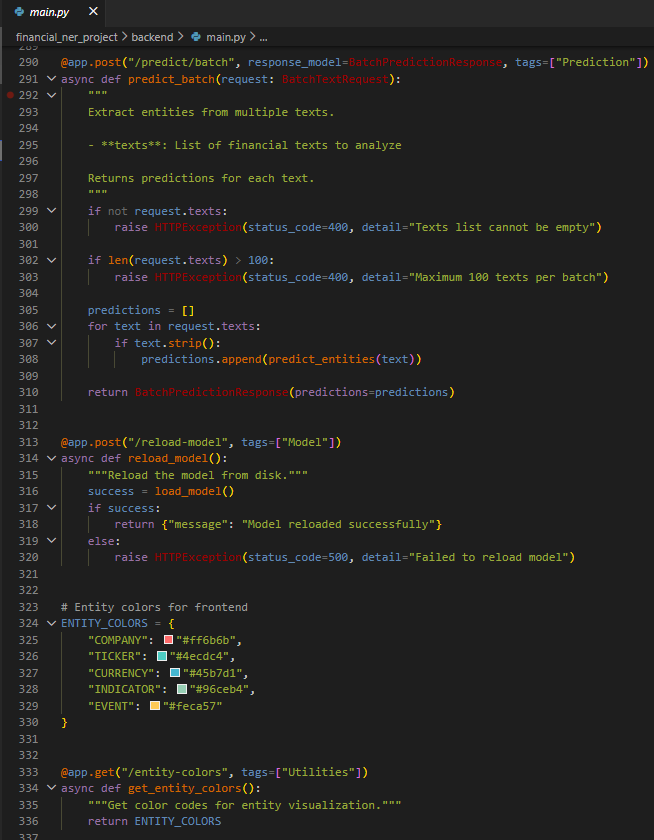 main.py ×
financial_ner_project > backend > main.py > ...
289
290 @app.post("/predict/batch", response_model=BatchPredictionResponse, tags=["Prediction"])
291 async def predict_batch(request: BatchTextRequest):
292     """
293     Extract entities from multiple texts.
294
295     - **texts**: List of financial texts to analyze
296
297     Returns predictions for each text.
298     """
299     if not request.texts:
300         raise HTTPException(status_code=400, detail="Texts list cannot be empty")
301
302     if len(request.texts) > 100:
303         raise HTTPException(status_code=400, detail="Maximum 100 texts per batch")
304
305     predictions = []
306     for text in request.texts:
307         if text.strip():
308             predictions.append(predict_entities(text))
309
310     return BatchPredictionResponse(predictions=predictions)
311
312
313 @app.post("/reload-model", tags=["Model"])
314 async def reload_model():
315     """Reload the model from disk."""
316     success = load_model()
317     if success:
318         return {"message": "Model reloaded successfully"}
319     else:
320         raise HTTPException(status_code=500, detail="Failed to reload model")
321
322
323 # Entity colors for frontend
324 ENTITY_COLORS = {
325     "COMPANY": "#ff6b6b",
326     "TICKER": "#4ecdc4",
327     "CURRENCY": "#45b7d1",
328     "INDICATOR": "#96ceb4",
329     "EVENT": "#feca57"
330 }
331
332
333 @app.get("/entity-colors", tags=["Utilities"])
334 async def get_entity_colors():
335     """Get color codes for entity visualization."""
336     return ENTITY_COLORS
337